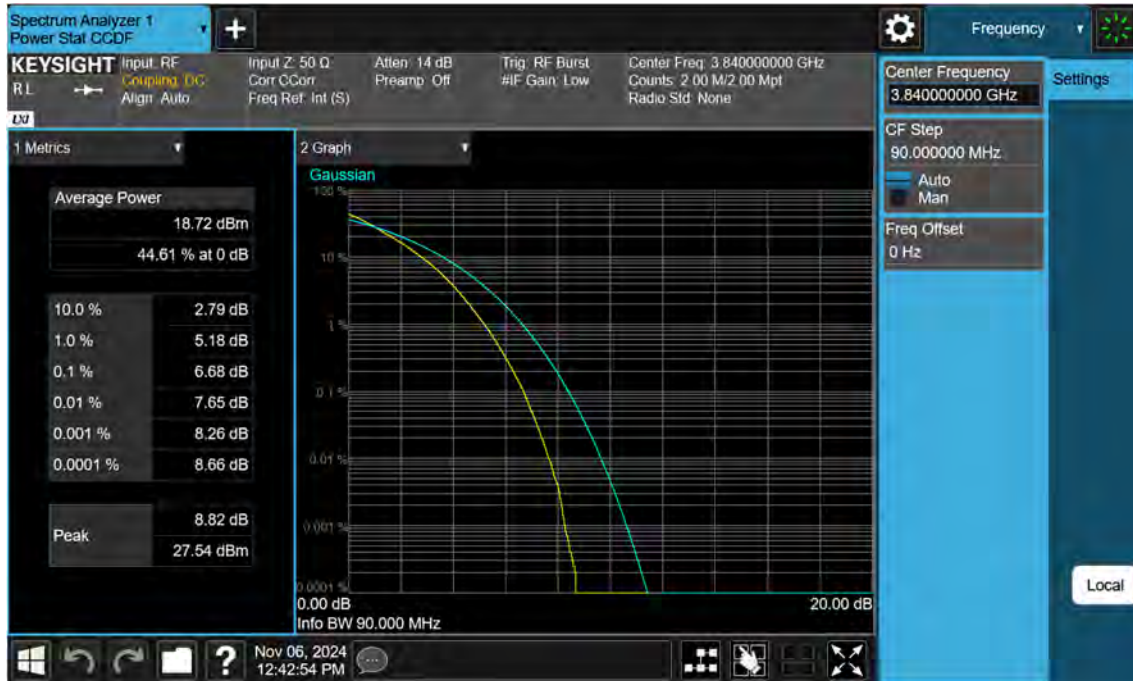 Spectrum Analyzer 1
Power Stat CCDF
+
Frequency
KEYSIGHT
RL
LXI
Input: RF
Coupling: DC
Align: Auto
Input Z: 50 Ω
Corr CCorr
Freq Ref: Int (S)
Atten: 14 dB
Preamp: Off
Trig: RF Burst
#IF Gain: Low
Center Freq: 3.840000000 GHz
Counts: 2.00 M/2.00 Mpt
Radio Std: None
Center Frequency
3.840000000 GHz
Settings
CF Step
90.000000 MHz
Auto
Man
Freq Offset
0 Hz
1 Metrics
Average Power
18.72 dBm
44.61 % at 0 dB
10.0 % 2.79 dB
1.0 % 5.18 dB
0.1 % 6.68 dB
0.01 % 7.65 dB
0.001 % 8.26 dB
0.0001 % 8.66 dB
Peak
8.82 dB
27.54 dBm
2 Graph
Gaussian
100 %
10 %
1 %
0.1 %
0.01 %
0.001 %
0.0001 %
0.00 dB
20.00 dB
Info BW 90.000 MHz
Local
?
Nov 06, 2024
12:42:54 PM